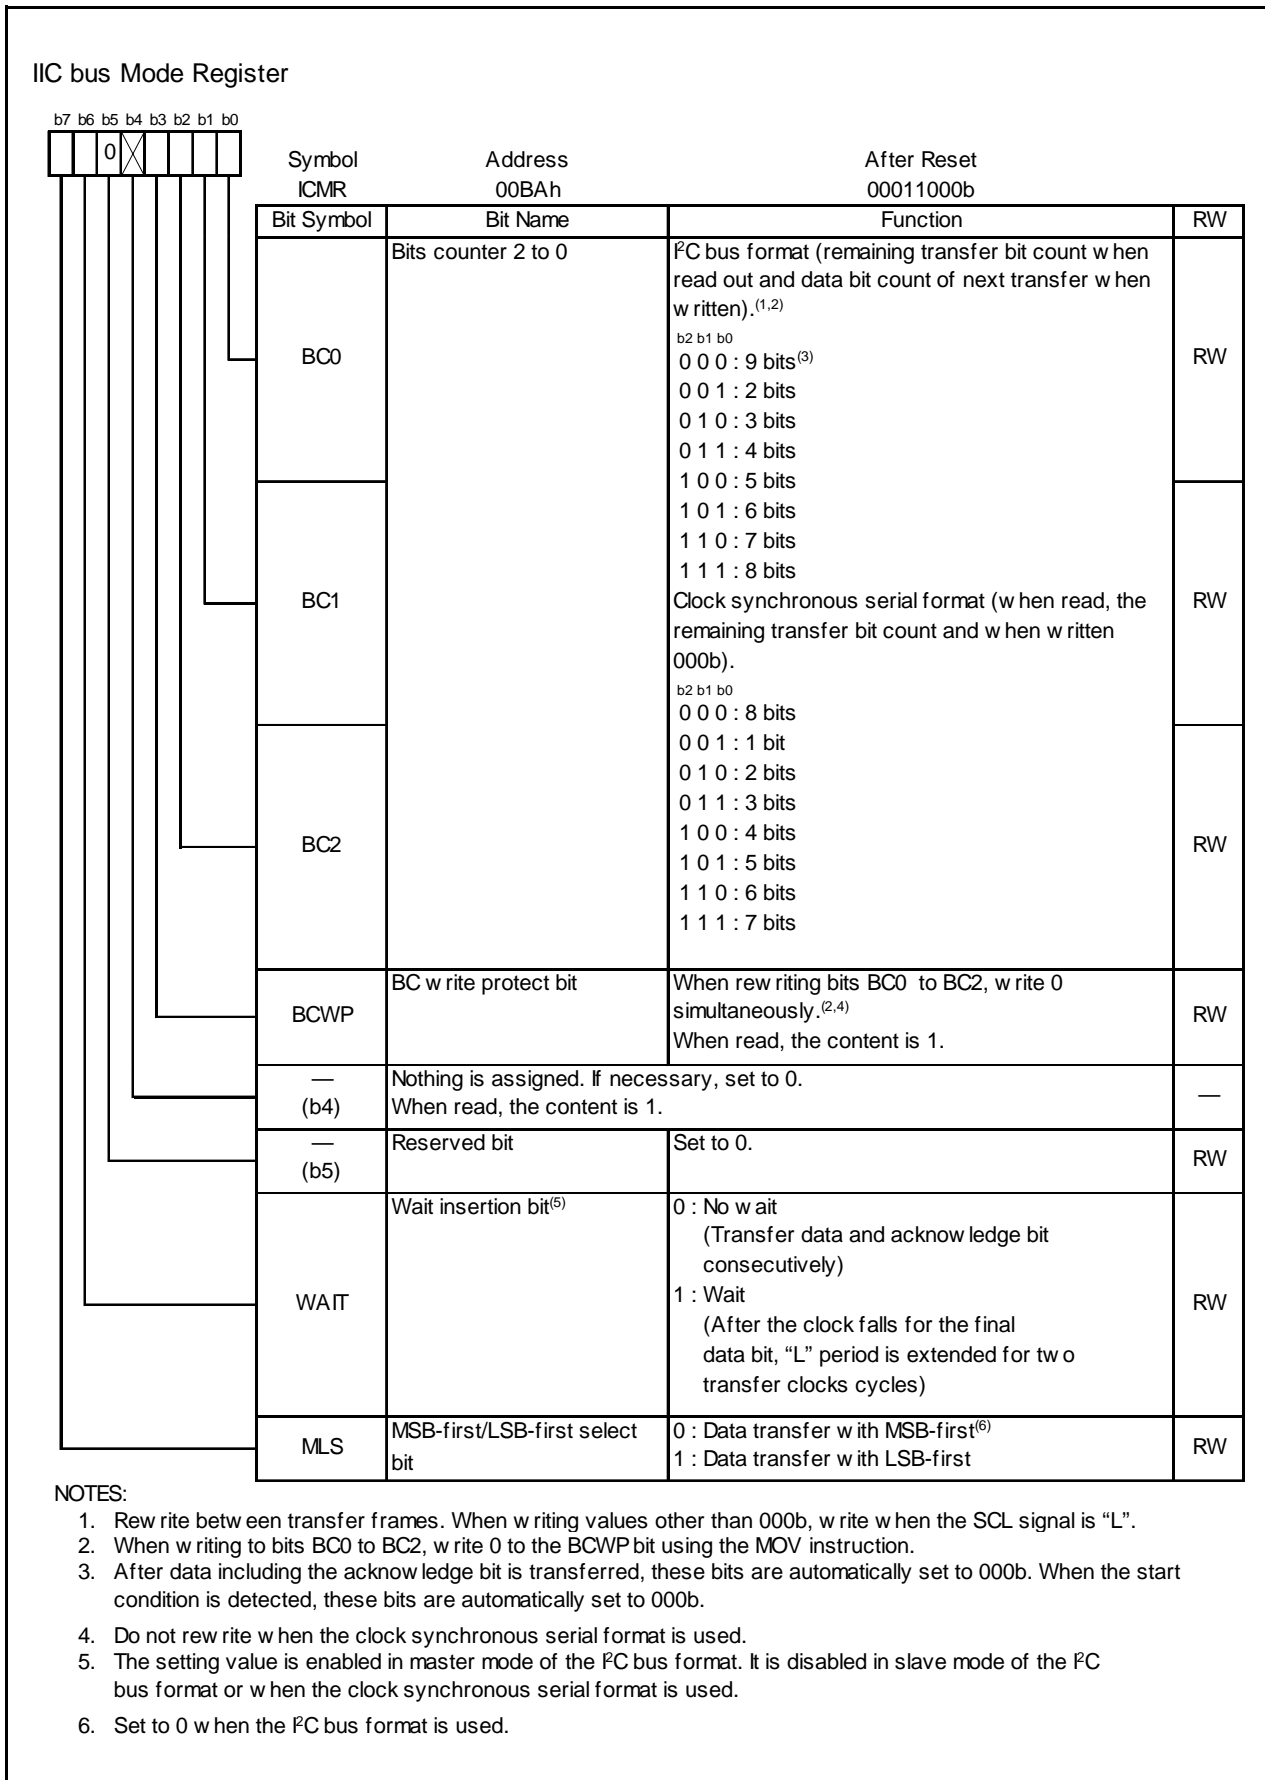 IIC bus Mode Register
b7 b6 b5 b4 b3 b2 b1 b0
0
Symbol Address After Reset
ICMR 00BAh 00011000b
Bit Symbol Bit Name Function RW
BC0 Bits counter 2 to 0 I²C bus format (remaining transfer bit count when
read out and data bit count of next transfer when
written).(1,2)
b2 b1 b0
0 0 0 : 9 bits(3) RW
0 0 1 : 2 bits
0 1 0 : 3 bits
0 1 1 : 4 bits
1 0 0 : 5 bits
1 0 1 : 6 bits
1 1 0 : 7 bits
1 1 1 : 8 bits
BC1 Clock synchronous serial format (when read, the RW
remaining transfer bit count and when written
000b).
b2 b1 b0
0 0 0 : 8 bits
0 0 1 : 1 bit
0 1 0 : 2 bits
0 1 1 : 3 bits
BC2 1 0 0 : 4 bits RW
1 0 1 : 5 bits
1 1 0 : 6 bits
1 1 1 : 7 bits
BCWP BC write protect bit When rewriting bits BC0 to BC2, write 0
simultaneously.(2,4) RW
When read, the content is 1.
— Nothing is assigned. If necessary, set to 0. —
(b4) When read, the content is 1.
— Reserved bit Set to 0. RW
(b5)
WAIT Wait insertion bit(5) 0 : No wait
(Transfer data and acknowledge bit
consecutively)
1 : Wait RW
(After the clock falls for the final
data bit, “L” period is extended for two
transfer clocks cycles)
MLS MSB-first/LSB-first select 0 : Data transfer with MSB-first(6) RW
bit 1 : Data transfer with LSB-first
NOTES:
1. Rewrite between transfer frames. When writing values other than 000b, write when the SCL signal is “L”.
2. When writing to bits BC0 to BC2, write 0 to the BCWP bit using the MOV instruction.
3. After data including the acknowledge bit is transferred, these bits are automatically set to 000b. When the start
condition is detected, these bits are automatically set to 000b.
4. Do not rewrite when the clock synchronous serial format is used.
5. The setting value is enabled in master mode of the I²C bus format. It is disabled in slave mode of the I²C
bus format or when the clock synchronous serial format is used.
6. Set to 0 when the I²C bus format is used.